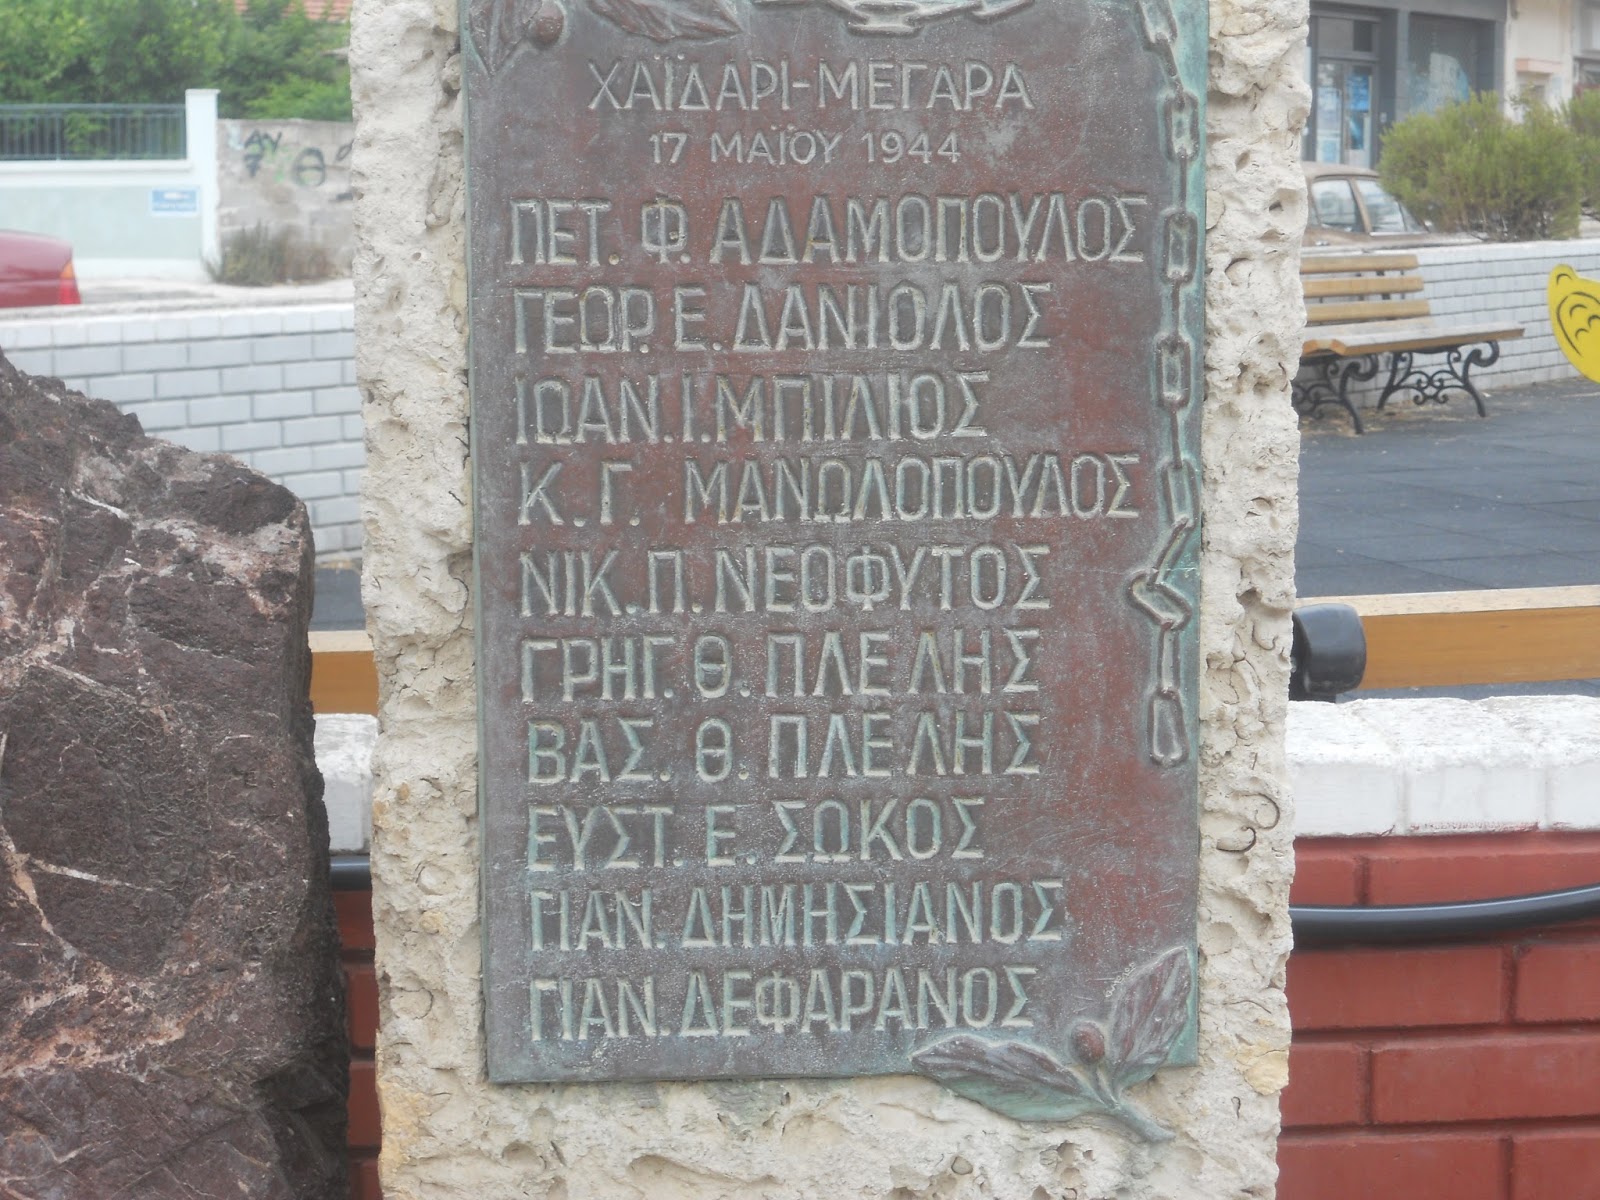 ΧΑΪΔΑΡΙ-ΜΕΓΑΡΑ
17 ΜΑΪΟΥ 1944
ΠΕΤ. Φ. ΑΔΑΜΟΠΟΥΛΟΣ
ΓΕΩΡ. Ε. ΔΑΝΙΟΛΟΣ
ΙΩΑΝ. Ι. ΜΠΙΛΙΟΣ
Κ. Γ. ΜΑΝΩΛΟΠΟΥΛΟΣ
ΝΙΚ. Π. ΝΕΟΦΥΤΟΣ
ΓΡΗΓ. Θ. ΠΛΕΛΗΣ
ΒΑΣ. Θ. ΠΛΕΛΗΣ
ΕΥΣΤ. Ε. ΣΩΚΟΣ
ΓΙΑΝ. ΔΗΜΗΣΙΑΝΟΣ
ΓΙΑΝ. ΔΕΦΑΡΑΝΟΣ